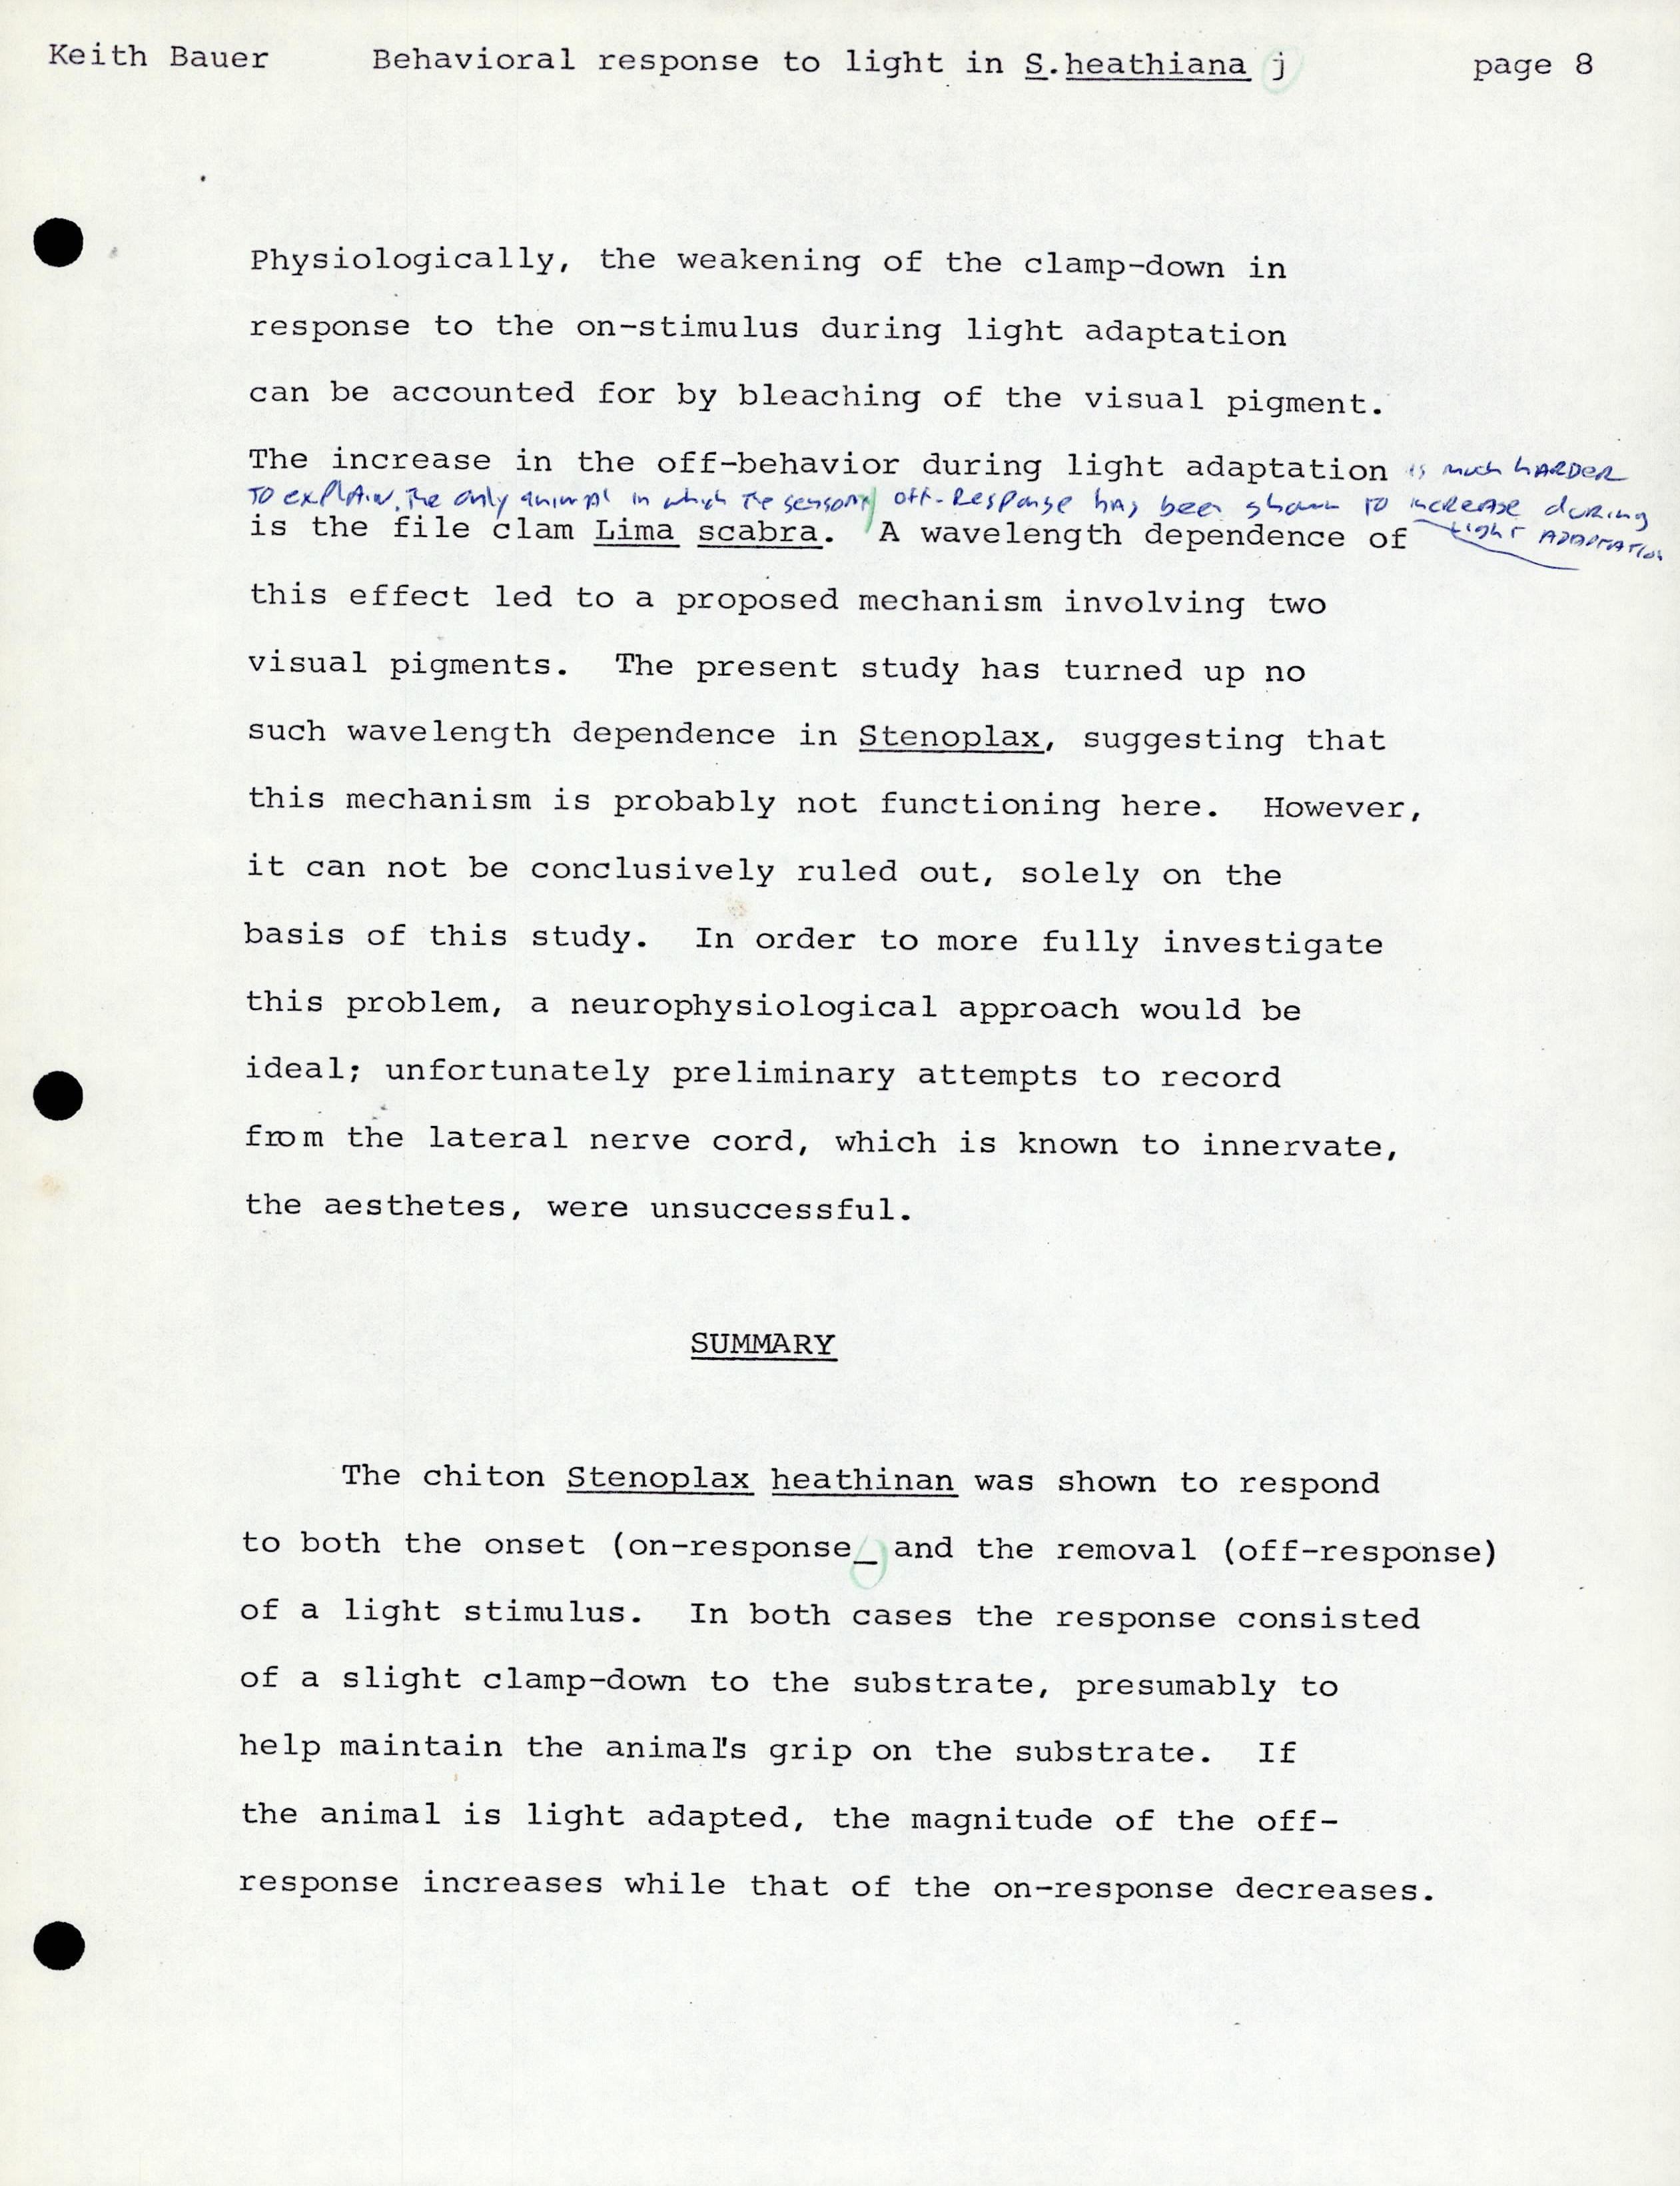 Keith Bauer Behavioral response to light in S.heathiana j page 8
Physiologically, the weakening of the clamp-down in
response to the on-stimulus during light adaptation
can be accounted for by bleaching of the visual pigment.
The increase in the off-behavior during light adaptation is much HARDER
TO explain. The only animal in which The sensory off-Response has been shown TO increase during
light ADAPTATION
is the file clam Lima scabra. A wavelength dependence of
this effect led to a proposed mechanism involving two
visual pigments. The present study has turned up no
such wavelength dependence in Stenoplax, suggesting that
this mechanism is probably not functioning here. However,
it can not be conclusively ruled out, solely on the
basis of this study. In order to more fully investigate
this problem, a neurophysiological approach would be
ideal; unfortunately preliminary attempts to record
from the lateral nerve cord, which is known to innervate,
the aesthetes, were unsuccessful.
SUMMARY
The chiton Stenoplax heathinan was shown to respond
to both the onset (on-response_ and the removal (off-response)
of a light stimulus. In both cases the response consisted
of a slight clamp-down to the substrate, presumably to
help maintain the animal's grip on the substrate. If
the animal is light adapted, the magnitude of the off-
response increases while that of the on-response decreases.